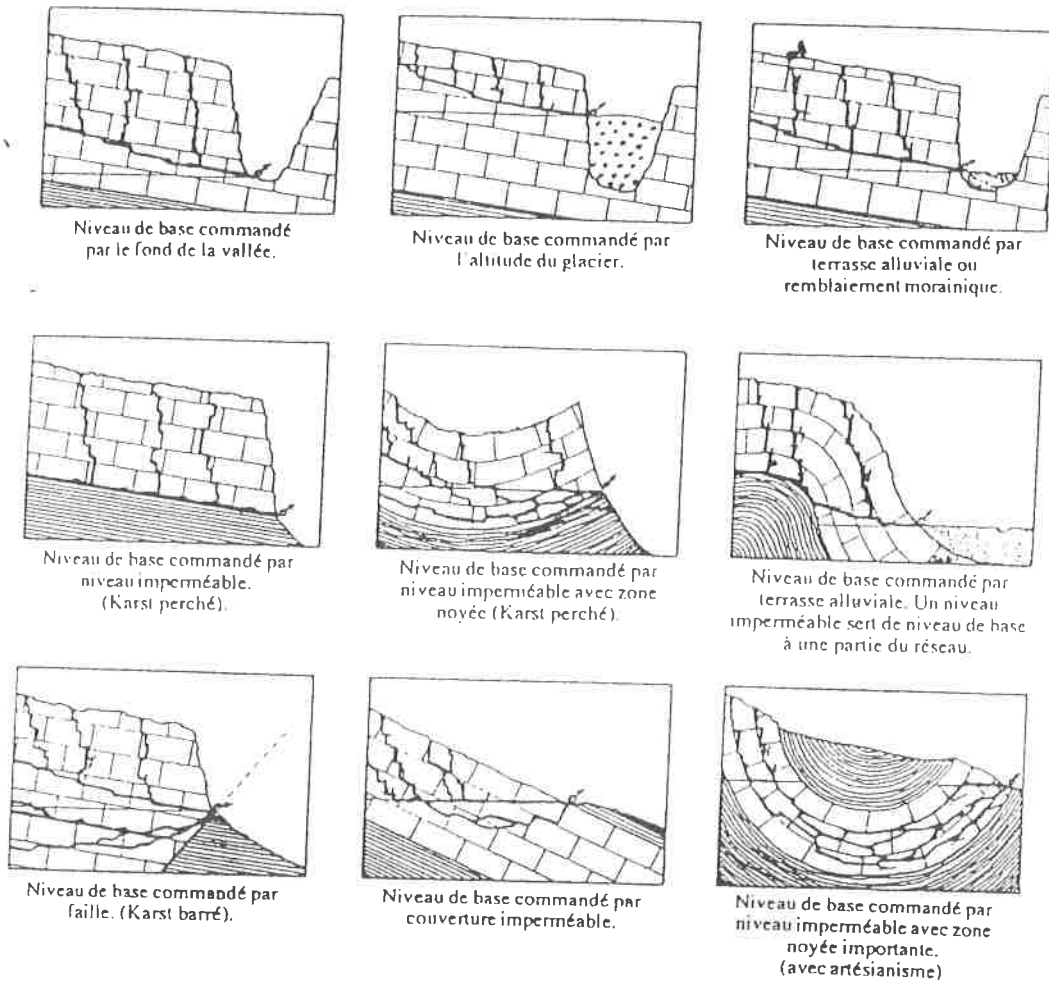 Niveau de base commandé
par le fond de la vallée.
Niveau de base commandé par
l'altitude du glacier.
Niveau de base commandé par
terrasse alluviale ou
remblaiement morainique.
Niveau de base commandé par
niveau imperméable.
(Karst perché).
Niveau de base commandé par
niveau imperméable avec zone
noyée (Karst perché).
Niveau de base commandé par
terrasse alluviale. Un niveau
imperméable sert de niveau de base
à une partie du réseau.
Niveau de base commandé par
faille. (Karst barré).
Niveau de base commandé par
couverture imperméable.
Niveau de base commandé par
niveau imperméable avec zone
noyée importante.
(avec artésianisme)